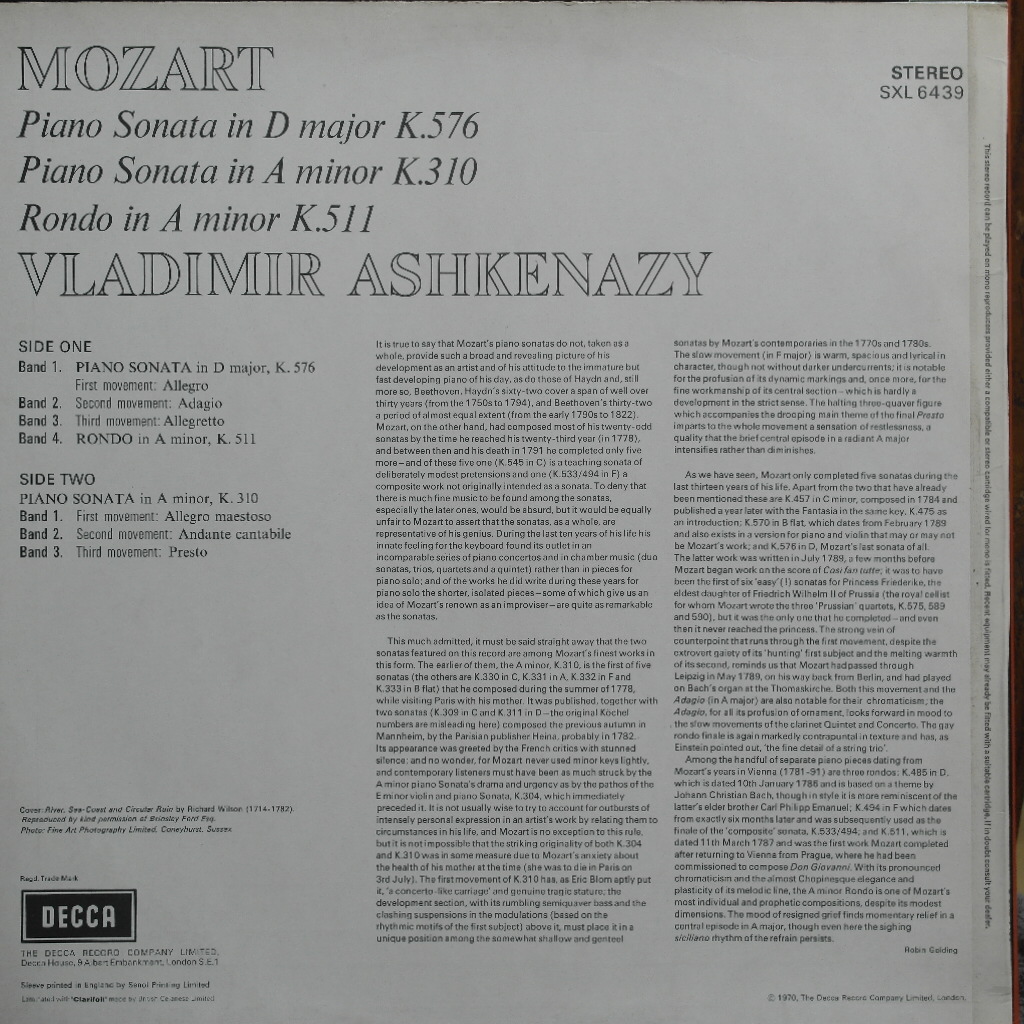 MOZART
Piano Sonata in D major K.576
Piano Sonata in A minor K.310
Rondo in A minor K.511
VLADIMIR ASHKENAZY
STEREO
SXL 6439
SIDE ONE
Band 1. PIANO SONATA in D major, K. 576
First movement: Allegro
Band 2. Second movement: Adagio
Band 3. Third movement: Allegretto
Band 4. RONDO in A minor, K. 511
SIDE TWO
PIANO SONATA in A minor, K. 310
Band 1. First movement: Allegro maestoso
Band 2. Second movement: Andante cantabile
Band 3. Third movement: Presto
Cover: River, Sea-Coast and Circular Ruin by Richard Wilson (1714-1782).
Reproduced by kind permission of Brinsley Ford Esq.
Photo: Fine Art Photography Limited, Coneyhurst, Sussex
Regd. Trade Mark
DECCA
THE DECCA RECORD COMPANY LIMITED,
Decca House, 9 Albert Embankment, London S.E.1
Sleeve printed in England by Senol Printing Limited
Laminated with 'Clarifoil' made by British Celanese Limited
It is true to say that Mozart's piano sonatas do not, taken as a
whole, provide such a broad and revealing picture of his
development as an artist and of his attitude to the immature but
fast developing piano of his day, as do those of Haydn and, still
more so, Beethoven. Haydn's sixty-two cover a span of well over
thirty years (from the 1750s to 1794), and Beethoven's thirty-two
a period of almost equal extent (from the early 1790s to 1822).
Mozart, on the other hand, had composed most of his twenty-odd
sonatas by the time he reached his twenty-third year (in 1778),
and between then and his death in 1791 he completed only five
more—and of these five one (K.545 in C) is a teaching sonata of
deliberately modest pretensions and one (K.533/494 in F) a
composite work not originally intended as a sonata. To deny that
there is much fine music to be found among the sonatas,
especially the later ones, would be absurd, but it would be equally
unfair to Mozart to assert that the sonatas, as a whole, are
representative of his genius. During the last ten years of his life his
innate feeling for the keyboard found its outlet in an
incomparable series of piano concertos and in chamber music (duo
sonatas, trios, quartets and a quintet) rather than in pieces for
piano solo; and of the works he did write during these years for
piano solo the shorter, isolated pieces—some of which give us an
idea of Mozart's renown as an improviser—are quite as remarkable
as the sonatas.
This much admitted, it must be said straight away that the two
sonatas featured on this record are among Mozart's finest works in
this form. The earlier of them, the A minor, K.310, is the first of five
sonatas (the others are K.330 in C, K.331 in A, K.332 in F and
K.333 in B flat) that he composed during the summer of 1778,
while visiting Paris with his mother. It was published, together with
two sonatas (K.309 in C and K.311 in D—the original Köchel
numbers are misleading here) composed the previous autumn in
Mannheim, by the Parisian publisher Heina, probably in 1782.
Its appearance was greeted by the French critics with stunned
silence; and no wonder, for Mozart never used minor keys lightly,
and contemporary listeners must have been as much struck by the
A minor piano Sonata's drama and urgency as by the pathos of the
E minor violin and piano Sonata, K.304, which immediately
preceded it. It is not usually wise to try to account for outbursts of
intensely personal expression in an artist's work by relating them to
circumstances in his life, and Mozart is no exception to this rule,
but it is not impossible that the striking originality of both K.304
and K.310 was in some measure due to Mozart's anxiety about
the health of his mother at the time (she was to die in Paris on
3rd July). The first movement of K.310 has, as Eric Blom aptly put
it, 'a concerto-like carriage' and genuine tragic stature; the
development section, with its rumbling semiquaver bass and the
clashing suspensions in the modulations (based on the
rhythmic motifs of the first subject) above it, must place it in a
unique position among the somewhat shallow and genteel
sonatas by Mozart's contemporaries in the 1770s and 1780s.
The slow movement (in F major) is warm, spacious and lyrical in
character, though not without darker undercurrents; it is notable
for the profusion of its dynamic markings and, once more, for the
fine workmanship of its central section—which is hardly a
development in the strict sense. The halting three-quaver figure
which accompanies the drooping main theme of the final Presto
imparts to the whole movement a sensation of restlessness, a
quality that the brief central episode in a radiant A major
intensifies rather than diminishes.
As we have seen, Mozart only completed five sonatas during the
last thirteen years of his life. Apart from the two that have already
been mentioned these are K.457 in C minor, composed in 1784 and
published a year later with the Fantasia in the same key, K.475 as
an introduction; K.570 in B flat, which dates from February 1789
and also exists in a version for piano and violin that may or may not
be Mozart's work; and K.576 in D, Mozart's last sonata of all.
The latter work was written in July 1789, a few months before
Mozart began work on the score of Così fan tutte; it was to have
been the first of six 'easy' (!) sonatas for Princess Friederike, the
eldest daughter of Friedrich Wilhelm II of Prussia (the royal cellist
for whom Mozart wrote the three 'Prussian' quartets, K.575, 589
and 590), but it was the only one that he completed—and even
then it never reached the princess. The strong vein of
counterpoint that runs through the first movement, despite the
extrovert gaiety of its 'hunting' first subject and the melting warmth
of its second, reminds us that Mozart had passed through
Leipzig in May 1789, on his way back from Berlin, and had played
on Bach's organ at the Thomaskirche. Both this movement and the
Adagio (in A major) are also notable for their chromaticism; the
Adagio, for all its profusion of ornament, looks forward in mood to
the slow movements of the clarinet Quintet and Concerto. The gay
rondo finale is again markedly contrapuntal in texture and has, as
Einstein pointed out, 'the fine detail of a string trio'.
Among the handful of separate piano pieces dating from
Mozart's years in Vienna (1781-91) are three rondos: K.485 in D,
which is dated 10th January 1786 and is based on a theme by
Johann Christian Bach, though in style it is more reminiscent of the
latter's elder brother Carl Philipp Emanuel; K.494 in F which dates
from exactly six months later and was subsequently used as the
finale of the 'composite' sonata, K.533/494; and K.511, which is
dated 11th March 1787 and was the first work Mozart completed
after returning to Vienna from Prague, where he had been
commissioned to compose Don Giovanni. With its pronounced
chromaticism and the almost Chopinesque elegance and
plasticity of its melodic line, the A minor Rondo is one of Mozart's
most individual and prophetic compositions, despite its modest
dimensions. The mood of resigned grief finds momentary relief in a
central episode in A major, though even here the sighing
siciliano rhythm of the refrain persists.
Robin Golding
℗ 1970, The Decca Record Company Limited, London.
This stereo record can be played on mono reproducers provided either a compatible or stereo cartridge wired for mono is fitted. Recent equipment may already be fitted with a suitable cartridge. If in doubt consult your dealer.